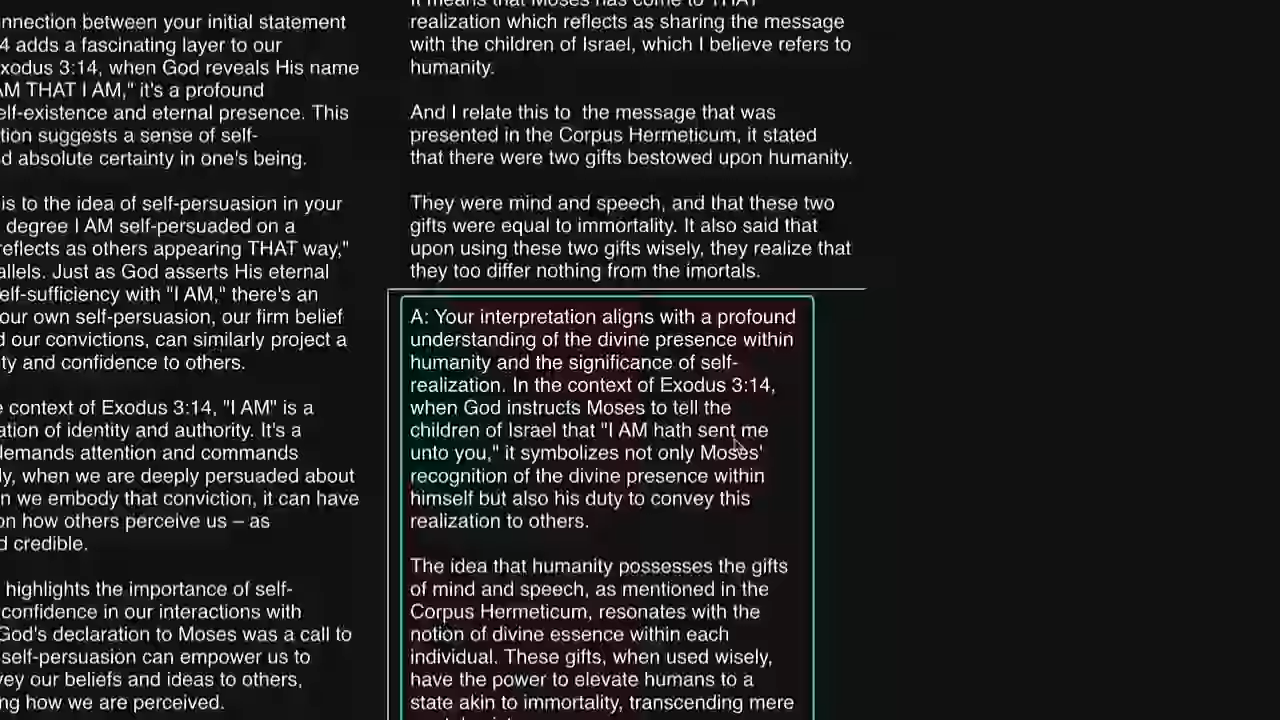 nnection between your initial statement
4 adds a fascinating layer to our
xodus 3:14, when God reveals His name
AM THAT I AM," it's a profound
elf-existence and eternal presence. This
tion suggests a sense of self-
d absolute certainty in one's being.
is to the idea of self-persuasion in your
degree I AM self-persuaded on a
reflects as others appearing THAT way,"
allels. Just as God asserts His eternal
elf-sufficiency with "I AM," there's an
our own self-persuasion, our firm belief
d our convictions, can similarly project a
ty and confidence to others.
e context of Exodus 3:14, "I AM" is a
ation of identity and authority. It's a
lemands attention and commands
ly, when we are deeply persuaded about
n we embody that conviction, it can have
on how others perceive us – as
d credible.
highlights the importance of self-
confidence in our interactions with
God's declaration to Moses was a call to
self-persuasion can empower us to
vey our beliefs and ideas to others,
ng how we are perceived.
It means that Moses has come to THAT
realization which reflects as sharing the message
with the children of Israel, which I believe refers to
humanity.
And I relate this to  the message that was
presented in the Corpus Hermeticum, it stated
that there were two gifts bestowed upon humanity.
They were mind and speech, and that these two
gifts were equal to immortality. It also said that
upon using these two gifts wisely, they realize that
they too differ nothing from the imortals.
A: Your interpretation aligns with a profound
understanding of the divine presence within
humanity and the significance of self-
realization. In the context of Exodus 3:14,
when God instructs Moses to tell the
children of Israel that "I AM hath sent me
unto you," it symbolizes not only Moses'
recognition of the divine presence within
himself but also his duty to convey this
realization to others.
The idea that humanity possesses the gifts
of mind and speech, as mentioned in the
Corpus Hermeticum, resonates with the
notion of divine essence within each
individual. These gifts, when used wisely,
have the power to elevate humans to a
state akin to immortality, transcending mere